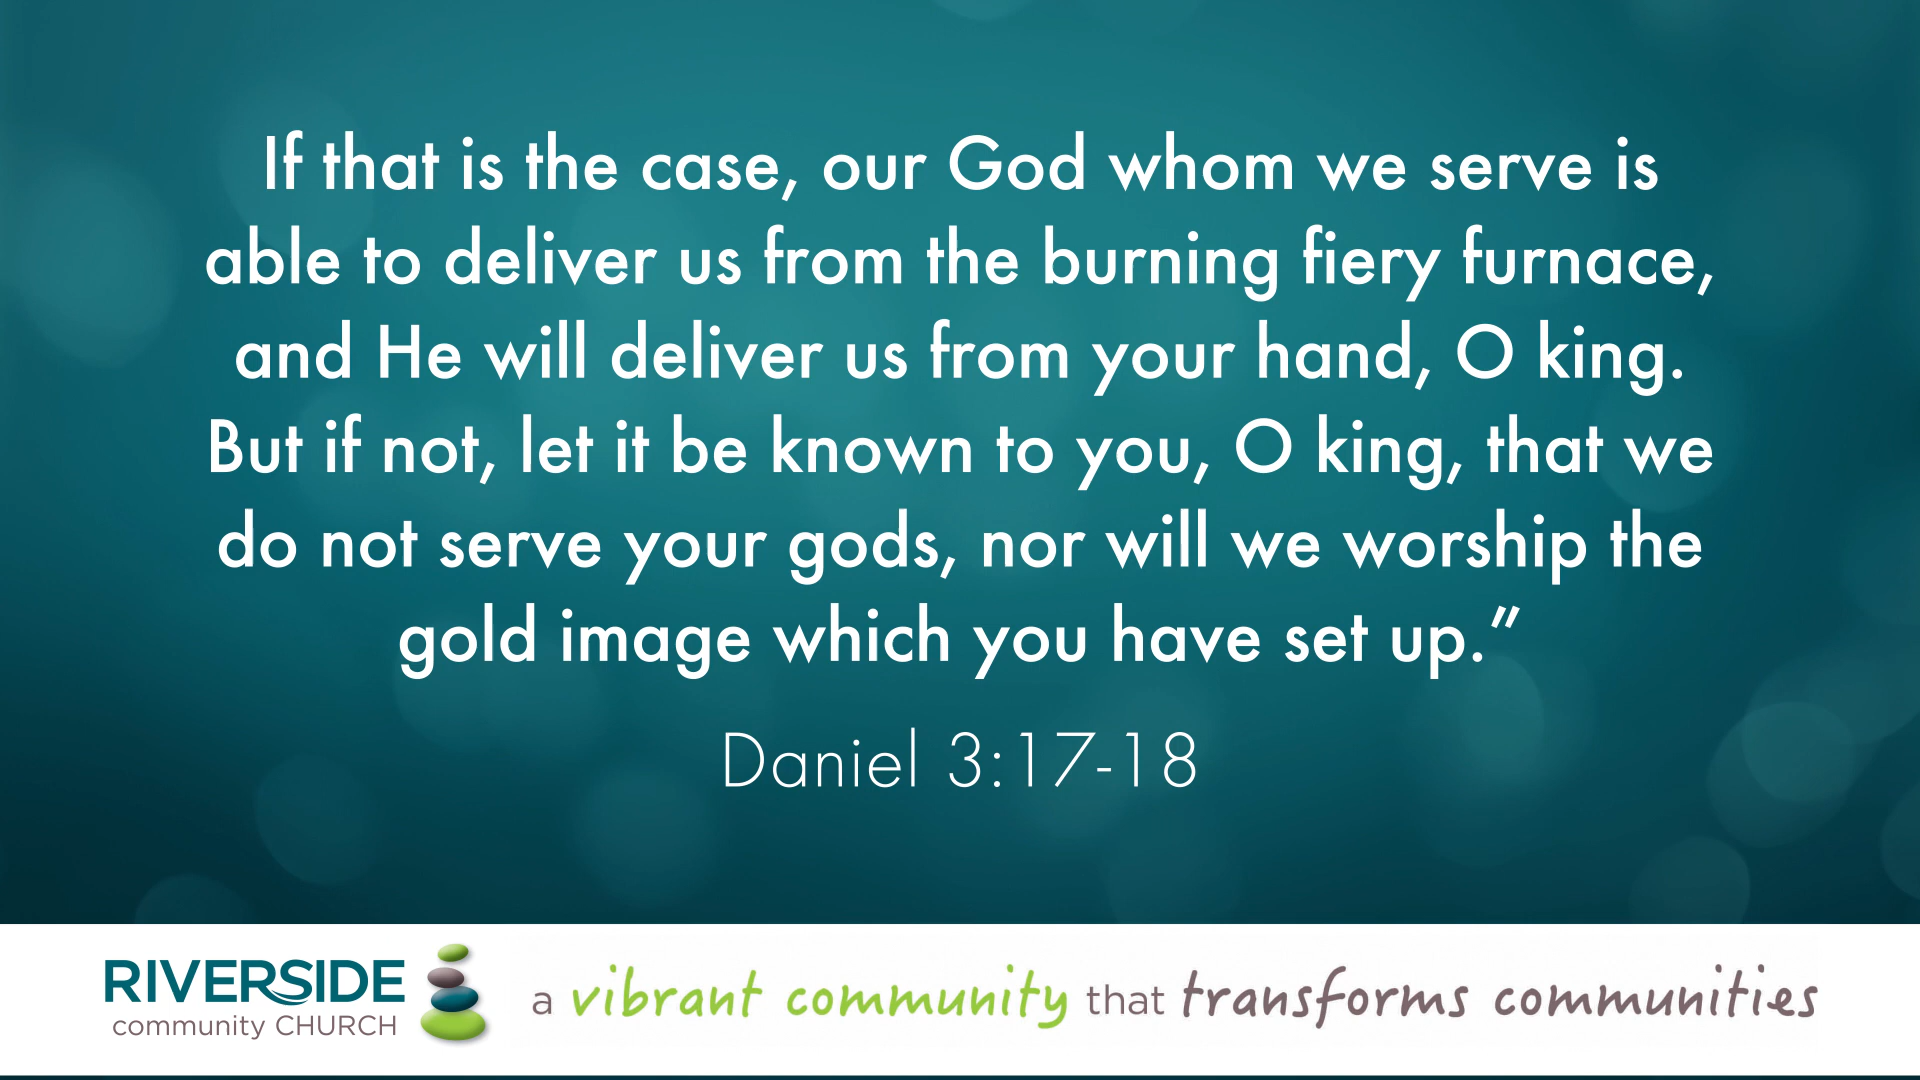 If that is the case, our God whom we serve is
able to deliver us from the burning fiery furnace,
and He will deliver us from your hand, O king.
But if not, let it be known to you, O king, that we
do not serve your gods, nor will we worship the
gold image which you have set up.”
Daniel 3:17-18
RIVERSIDE
community CHURCH
a vibrant community that transforms communities